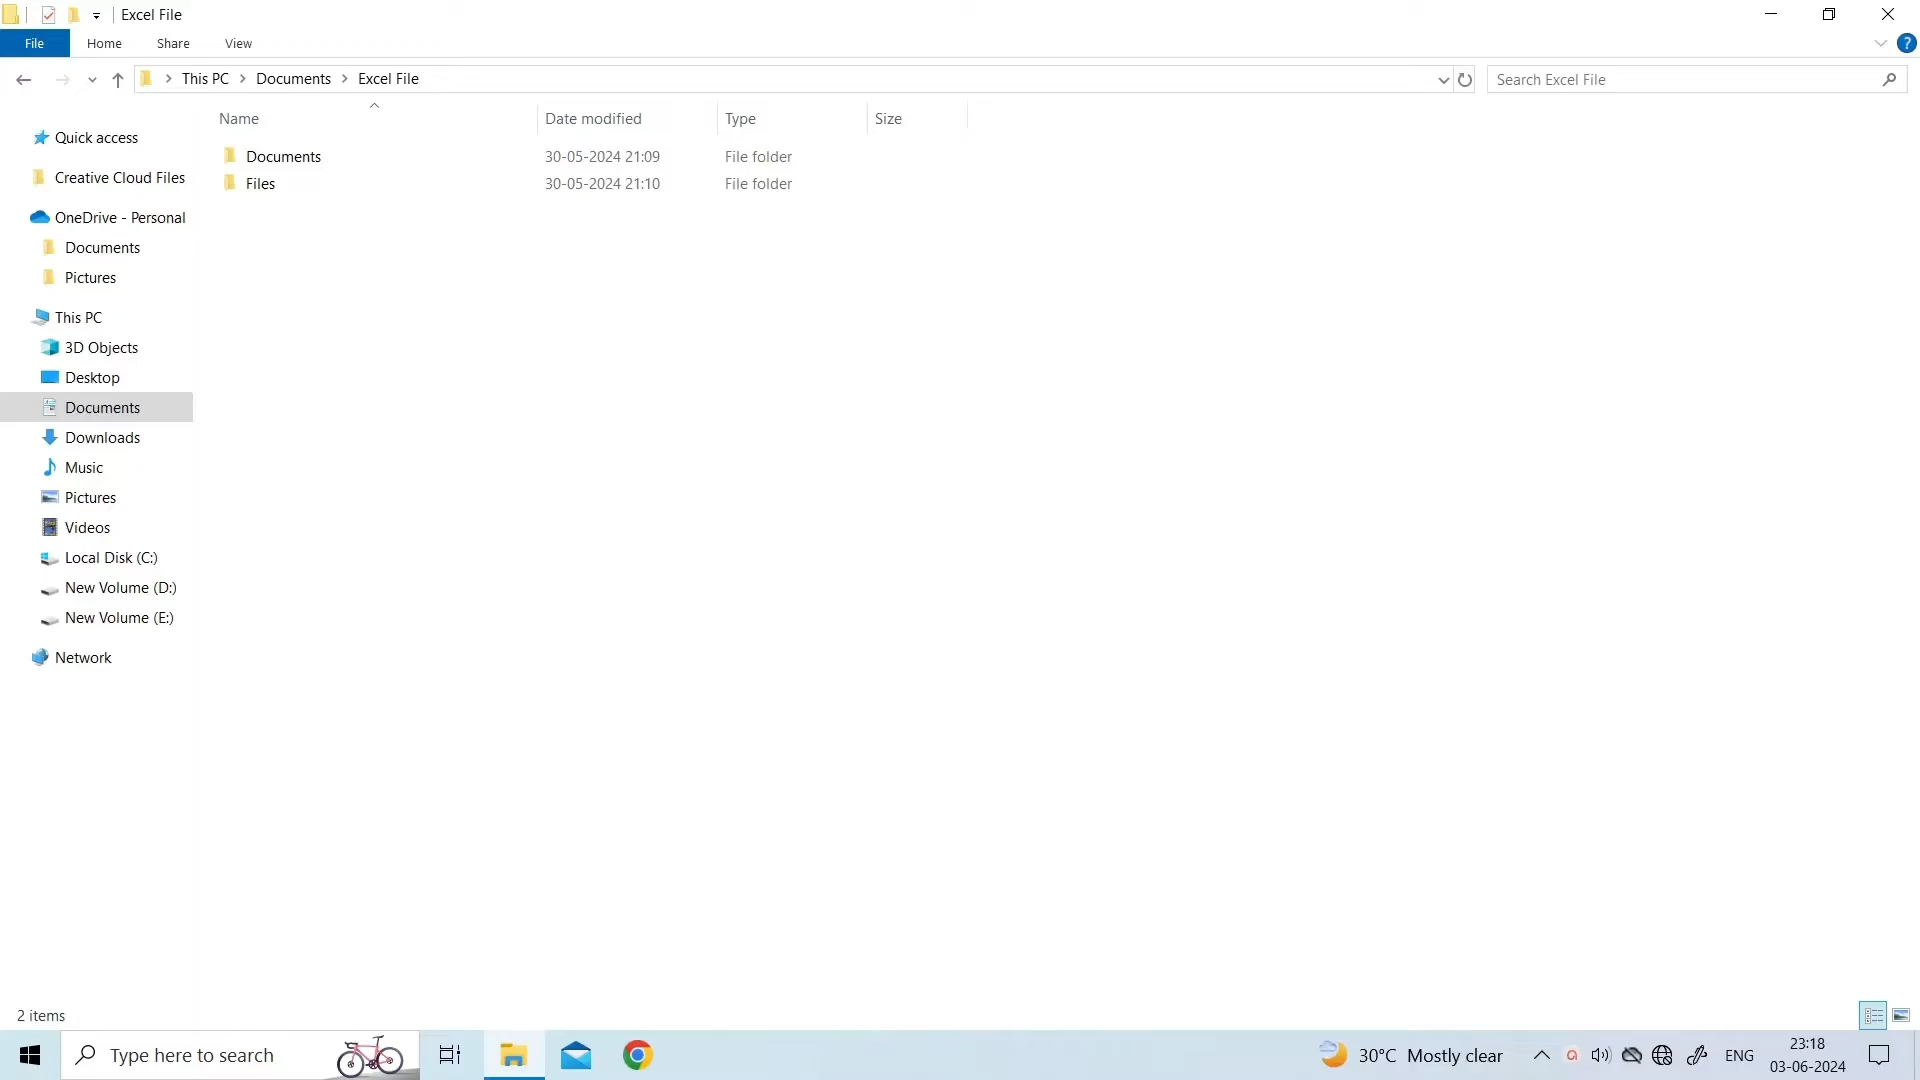 Excel File
File Home Share View
This PC Documents Excel File
Search Excel File
Name Date modified Type Size
Documents 30-05-2024 21:09 File folder
Files 30-05-2024 21:10 File folder
Quick access
Creative Cloud Files
OneDrive - Personal
Documents
Pictures
This PC
3D Objects
Desktop
Documents
Downloads
Music
Pictures
Videos
Local Disk (C:)
New Volume (D:)
New Volume (E:)
Network
2 items
Type here to search
30°C Mostly clear
ENG
23:18
03-06-2024